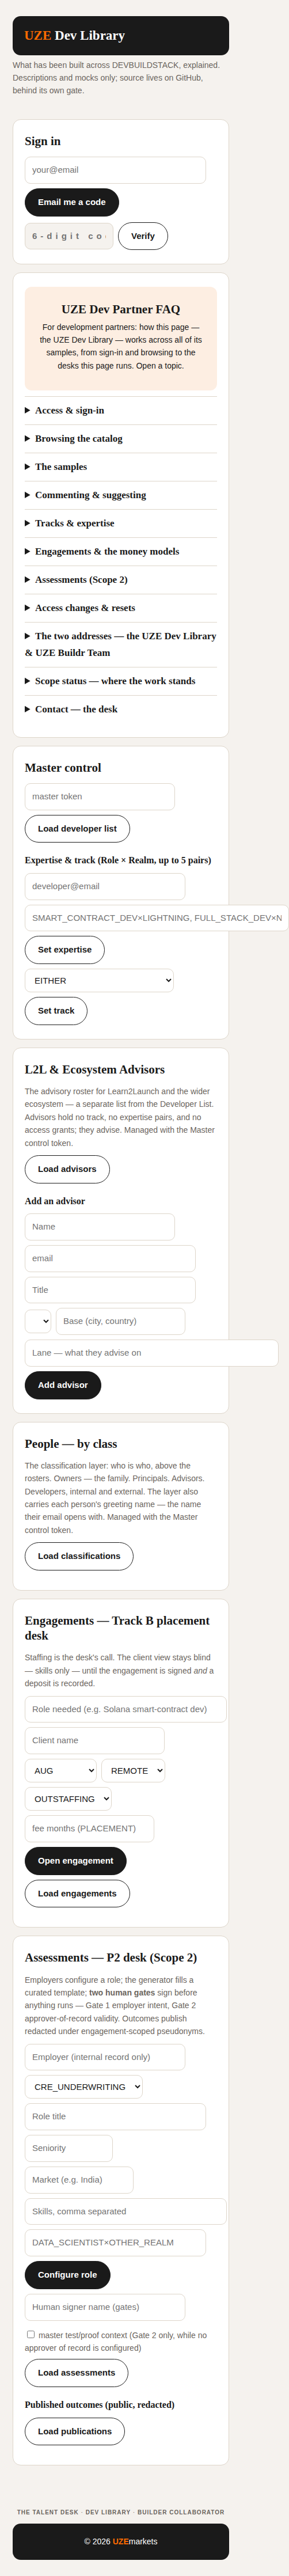 UZE Dev Library
What has been built across DEVBUILDSTACK, explained.
Descriptions and mocks only; source lives on GitHub,
behind its own gate.
Sign in
your@email
Email me a code
6-digit co
Verify
UZE Dev Partner FAQ
For development partners: how this page —
the UZE Dev Library — works across all of its
samples, from sign-in and browsing to the
desks this page runs. Open a topic.
▶ Access & sign-in
▶ Browsing the catalog
▶ The samples
▶ Commenting & suggesting
▶ Tracks & expertise
▶ Engagements & the money models
▶ Assessments (Scope 2)
▶ Access changes & resets
▶ The two addresses — the UZE Dev Library
& UZE Buildr Team
▶ Scope status — where the work stands
▶ Contact — the desk
Master control
master token
Load developer list
Expertise & track (Role × Realm, up to 5 pairs)
developer@email
SMART_CONTRACT_DEV×LIGHTNING, FULL_STACK_DEV×N
Set expertise
EITHER
Set track
L2L & Ecosystem Advisors
The advisory roster for Learn2Launch and the wider
ecosystem — a separate list from the Developer List.
Advisors hold no track, no expertise pairs, and no
access grants; they advise. Managed with the Master
control token.
Load advisors
Add an advisor
Name
email
Title
Base (city, country)
Lane — what they advise on
Add advisor
People — by class
The classification layer: who is who, above the
rosters. Owners — the family. Principals. Advisors.
Developers, internal and external. The layer also
carries each person's greeting name — the name
their email opens with. Managed with the Master
control token.
Load classifications
Engagements — Track B placement
desk
Staffing is the desk's call. The client view stays blind
— skills only — until the engagement is signed and a
deposit is recorded.
Role needed (e.g. Solana smart-contract dev)
Client name
AUG
REMOTE
OUTSTAFFING
fee months (PLACEMENT)
Open engagement
Load engagements
Assessments — P2 desk (Scope 2)
Employers configure a role; the generator fills a
curated template; two human gates sign before
anything runs — Gate 1 employer intent, Gate 2
approver-of-record validity. Outcomes publish
redacted under engagement-scoped pseudonyms.
Employer (internal record only)
CRE_UNDERWRITING
Role title
Seniority
Market (e.g. India)
Skills, comma separated
DATA_SCIENTIST×OTHER_REALM
Configure role
Human signer name (gates)
master test/proof context (Gate 2 only, while no
approver of record is configured)
Load assessments
Published outcomes (public, redacted)
Load publications
THE TALENT DESK · DEV LIBRARY · BUILDER COLLABORATOR
© 2026 UZEmarkets